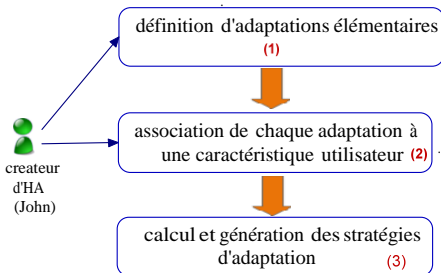 définition d'adaptations élémentaires
(1)
association de chaque adaptation à
une caractéristique utilisateur (2)
createur
d'HA
(John)
calcul et génération des stratégies
d'adaptation (3)